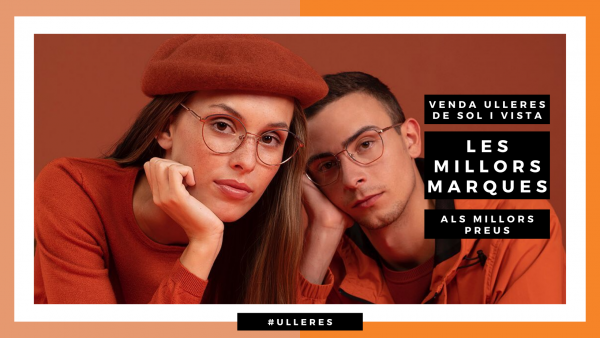 VENDA ULLERES
DE SOL I VISTA
LES
MILLORS
MARQUES
ALS MILLORS
PREUS
#ULLERES